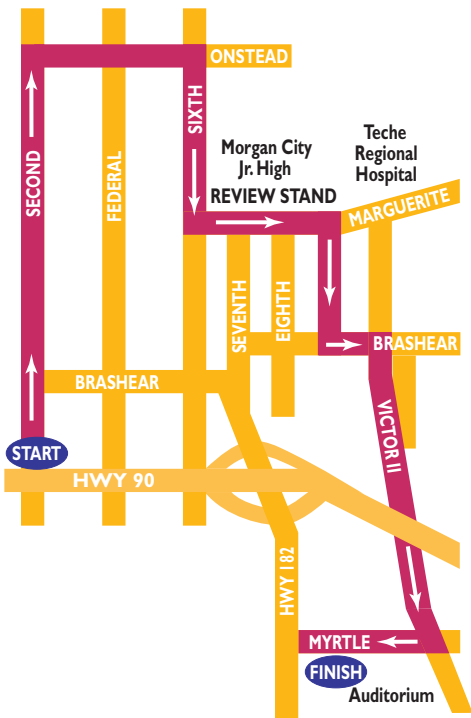 ONSTEAD
SIXTH
SECOND
FEDERAL
Morgan City
Jr. High
REVIEW STAND
Teche
Regional
Hospital
MARGUERITE
SEVENTH
EIGHTH
BRASHEAR
BRASHEAR
VICTOR II
START
HWY 90
HWY 182
MYRTLE
FINISH
Auditorium